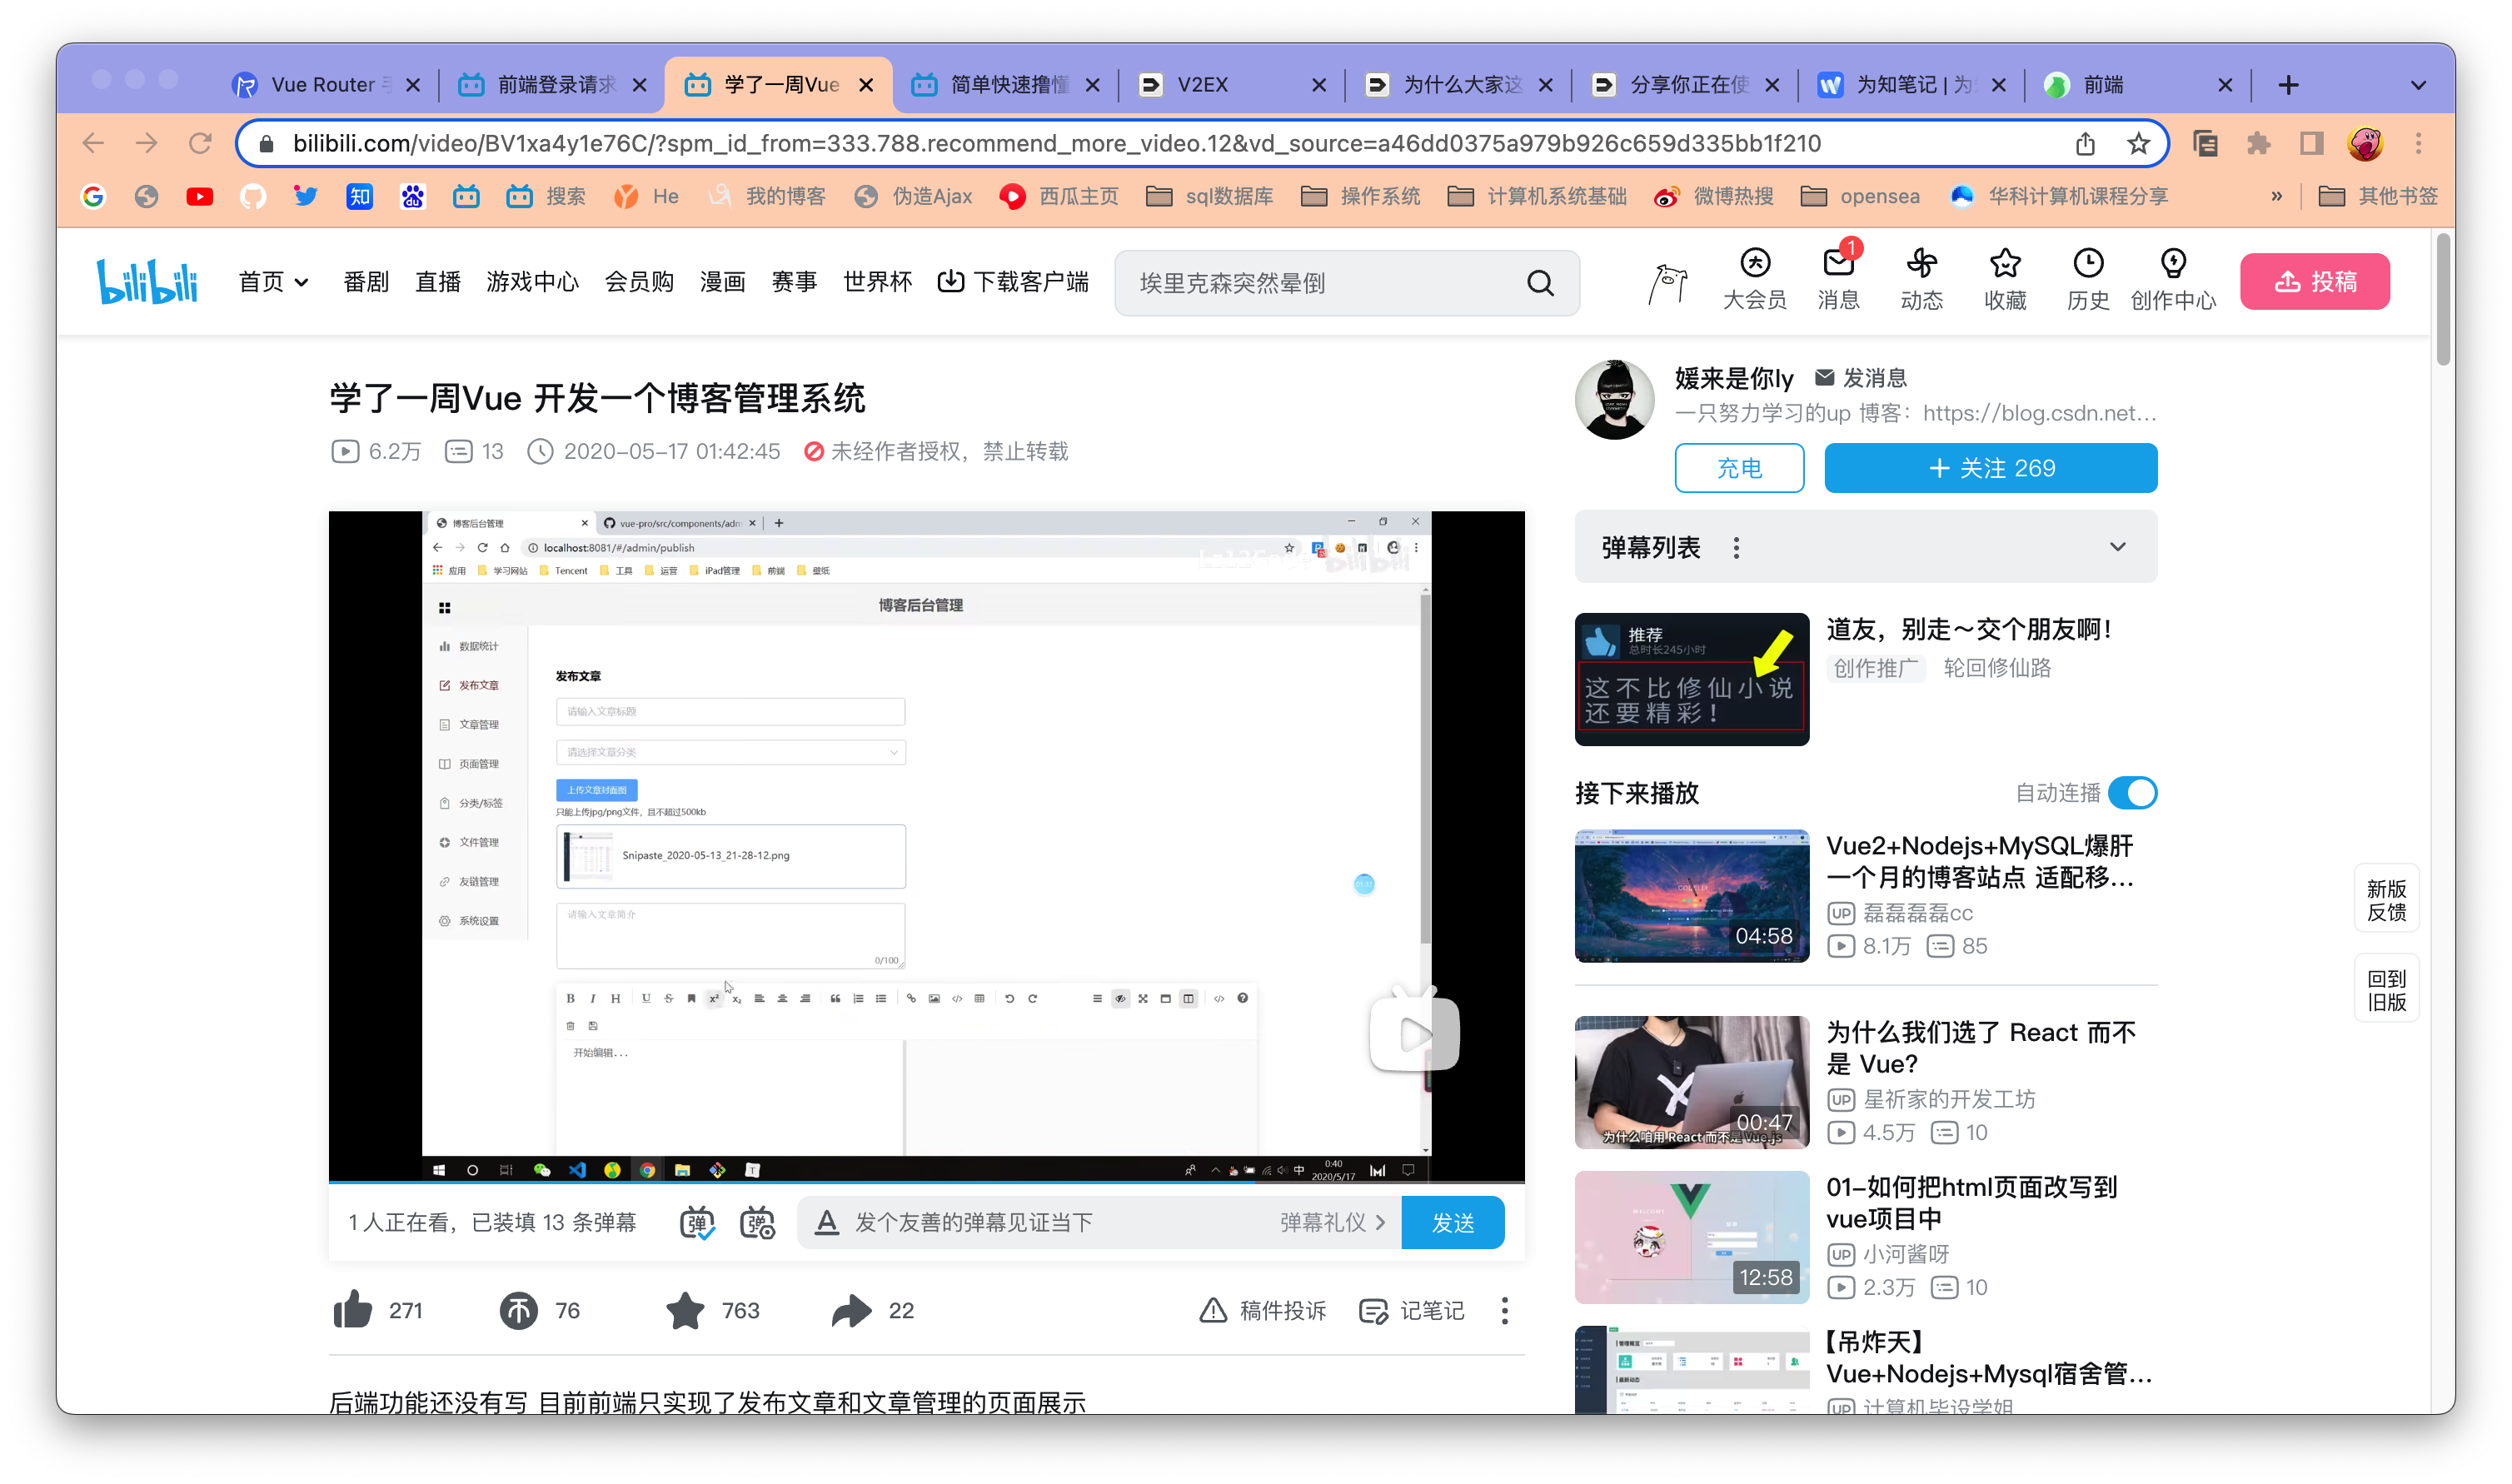 Vue Router
前端登录请求
学了一周Vue
简单快速撸懂
V2EX
为什么大家这
分享你正在使
为知笔记 | 为
前端
bilibili.com/video/BV1xa4y1e76C/?spm_id_from=333.788.recommend_more_video.12&vd_source=a46dd0375a979b926c659d335bb1f210
知
du
搜索
He
我的博客
伪造Ajax
西瓜主页
sql数据库
操作系统
计算机系统基础
微博热搜
opensea
华科计算机课程分享
»
其他书签
bilibili
首页
番剧
直播
游戏中心
会员购
漫画
赛事
世界杯
下载客户端
埃里克森突然晕倒
大会员
1
消息
动态
收藏
历史
创作中心
投稿
学了一周Vue 开发一个博客管理系统
6.2万
13
2020-05-17 01:42:45
未经作者授权，禁止转载
媛来是你ly
发消息
一只努力学习的up 博客：https://blog.csdn.net...
充电
+ 关注 269
博客后台管理
vue-pro/src/components/adm
localhost:8081/#/admin/publish
应用
学习网站
Tencent
工具
运营
iPad管理
前端
壁纸
bilibili
博客后台管理
数据统计
发布文章
文章管理
页面管理
分类/标签
文件管理
友链管理
系统设置
发布文章
请输入文章标题
请选择文章分类
上传文章封面图
只能上传jpg/png文件，且不超过500kb
Snipaste_2020-05-13_21-28-12.png
请输入文章简介
0/100
开始编辑...
中
0:40
2020/5/17
弹幕列表
推荐
总时长245小时
这不比修仙小说
还要精彩！
道友，别走～交个朋友啊！
创作推广
轮回修仙路
接下来播放
自动连播
04:58
Vue2+Nodejs+MySQL爆肝
一个月的博客站点 适配移...
UP 磊磊磊磊cc
8.1万
85
00:47
为什么咱用 React 而不是 Vue.js
为什么我们选了 React 而不
是 Vue?
UP 星祈家的开发工坊
4.5万
10
12:58
01-如何把html页面改写到
vue项目中
UP 小河酱呀
2.3万
10
【吊炸天】
Vue+Nodejs+Mysql宿舍管...
UP 计算机毕设学姐
新版
反馈
回到
旧版
1 人正在看，已装填 13 条弹幕
弹
弹
A
发个友善的弹幕见证当下
弹幕礼仪 >
发送
271
76
763
22
稿件投诉
记笔记
后端功能还没有写 目前前端只实现了发布文章和文章管理的页面展示